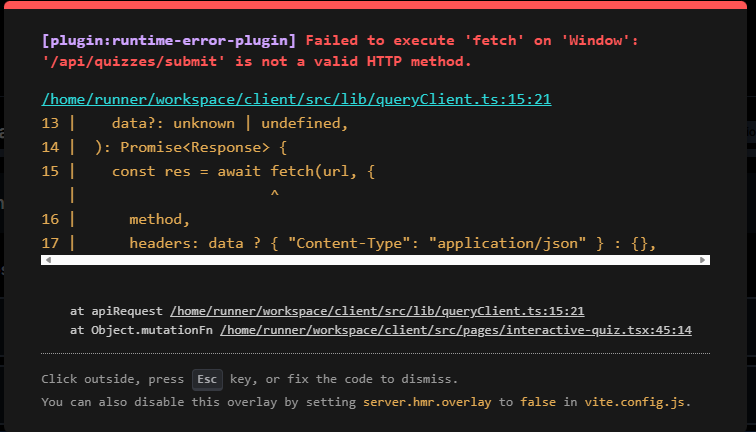 [plugin:runtime-error-plugin] Failed to execute 'fetch' on 'Window':
'/api/quizzes/submit' is not a valid HTTP method.
/home/runner/workspace/client/src/lib/queryClient.ts:15:21
13 |    data?: unknown | undefined,
14 |  ): Promise<Response> {
15 |    const res = await fetch(url, {
   |                      ^
16 |      method,
17 |      headers: data ? { "Content-Type": "application/json" } : {},
at apiRequest /home/runner/workspace/client/src/lib/queryClient.ts:15:21
at Object.mutationFn /home/runner/workspace/client/src/pages/interactive-quiz.tsx:45:14
Click outside, press Esc key, or fix the code to dismiss.
You can also disable this overlay by setting server.hmr.overlay to false in vite.config.js.